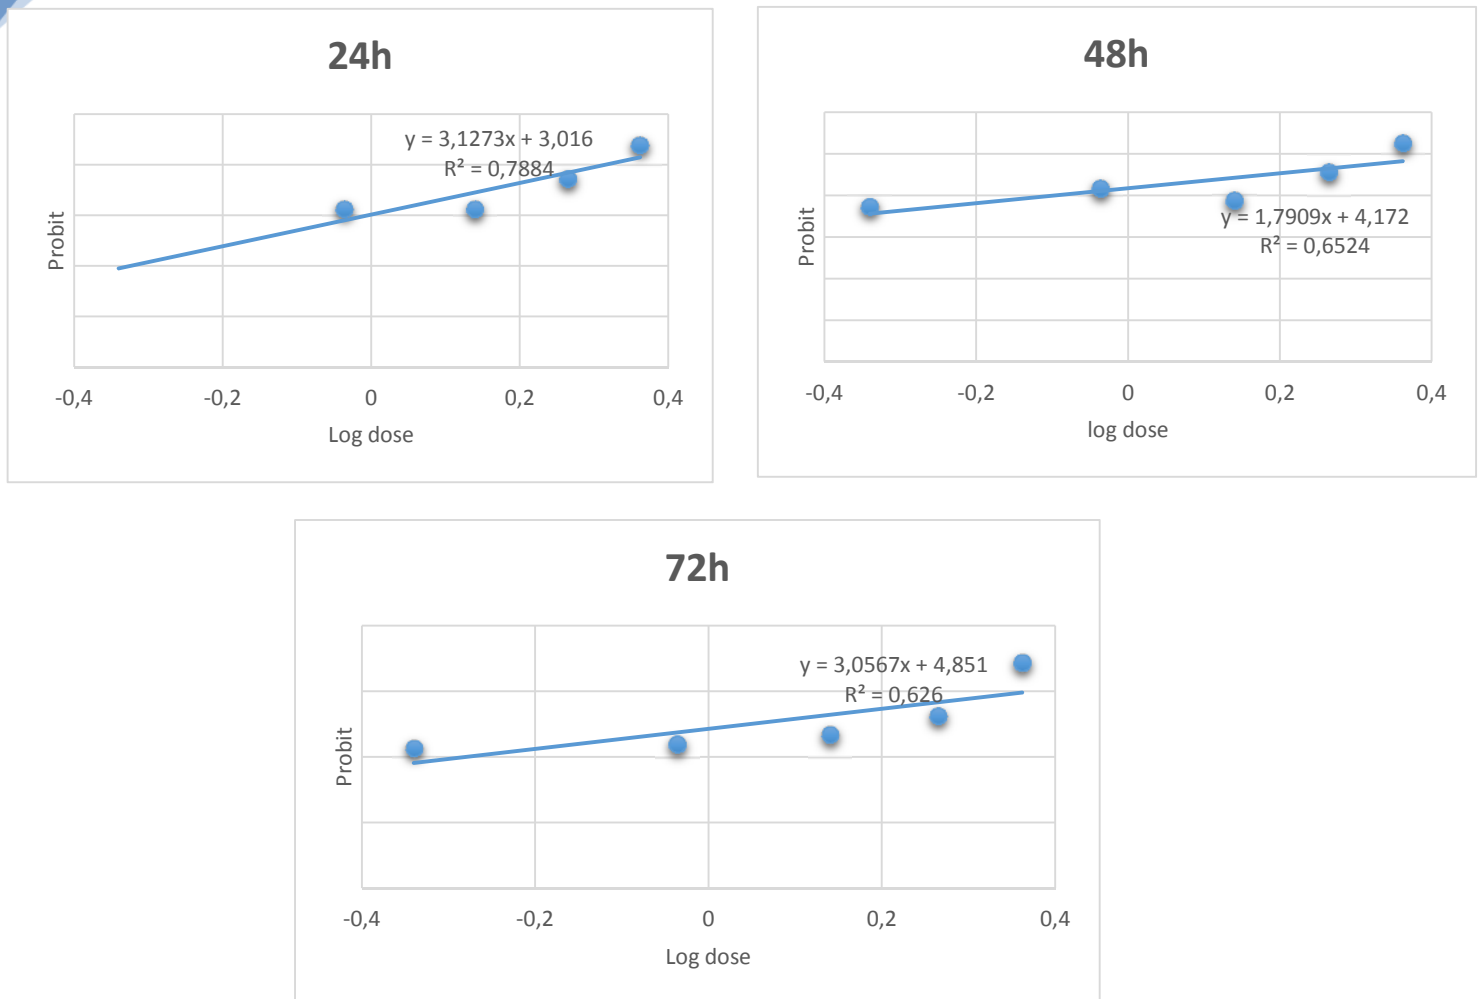 24h
y = 3,1273x + 3,016
R² = 0,7884
Probit
-0,4 -0,2 0 0,2 0,4
Log dose
48h
y = 1,7909x + 4,172
R² = 0,6524
Probit
-0,4 -0,2 0 0,2 0,4
log dose
72h
y = 3,0567x + 4,851
R² = 0,626
Probit
-0,4 -0,2 0 0,2 0,4
Log dose